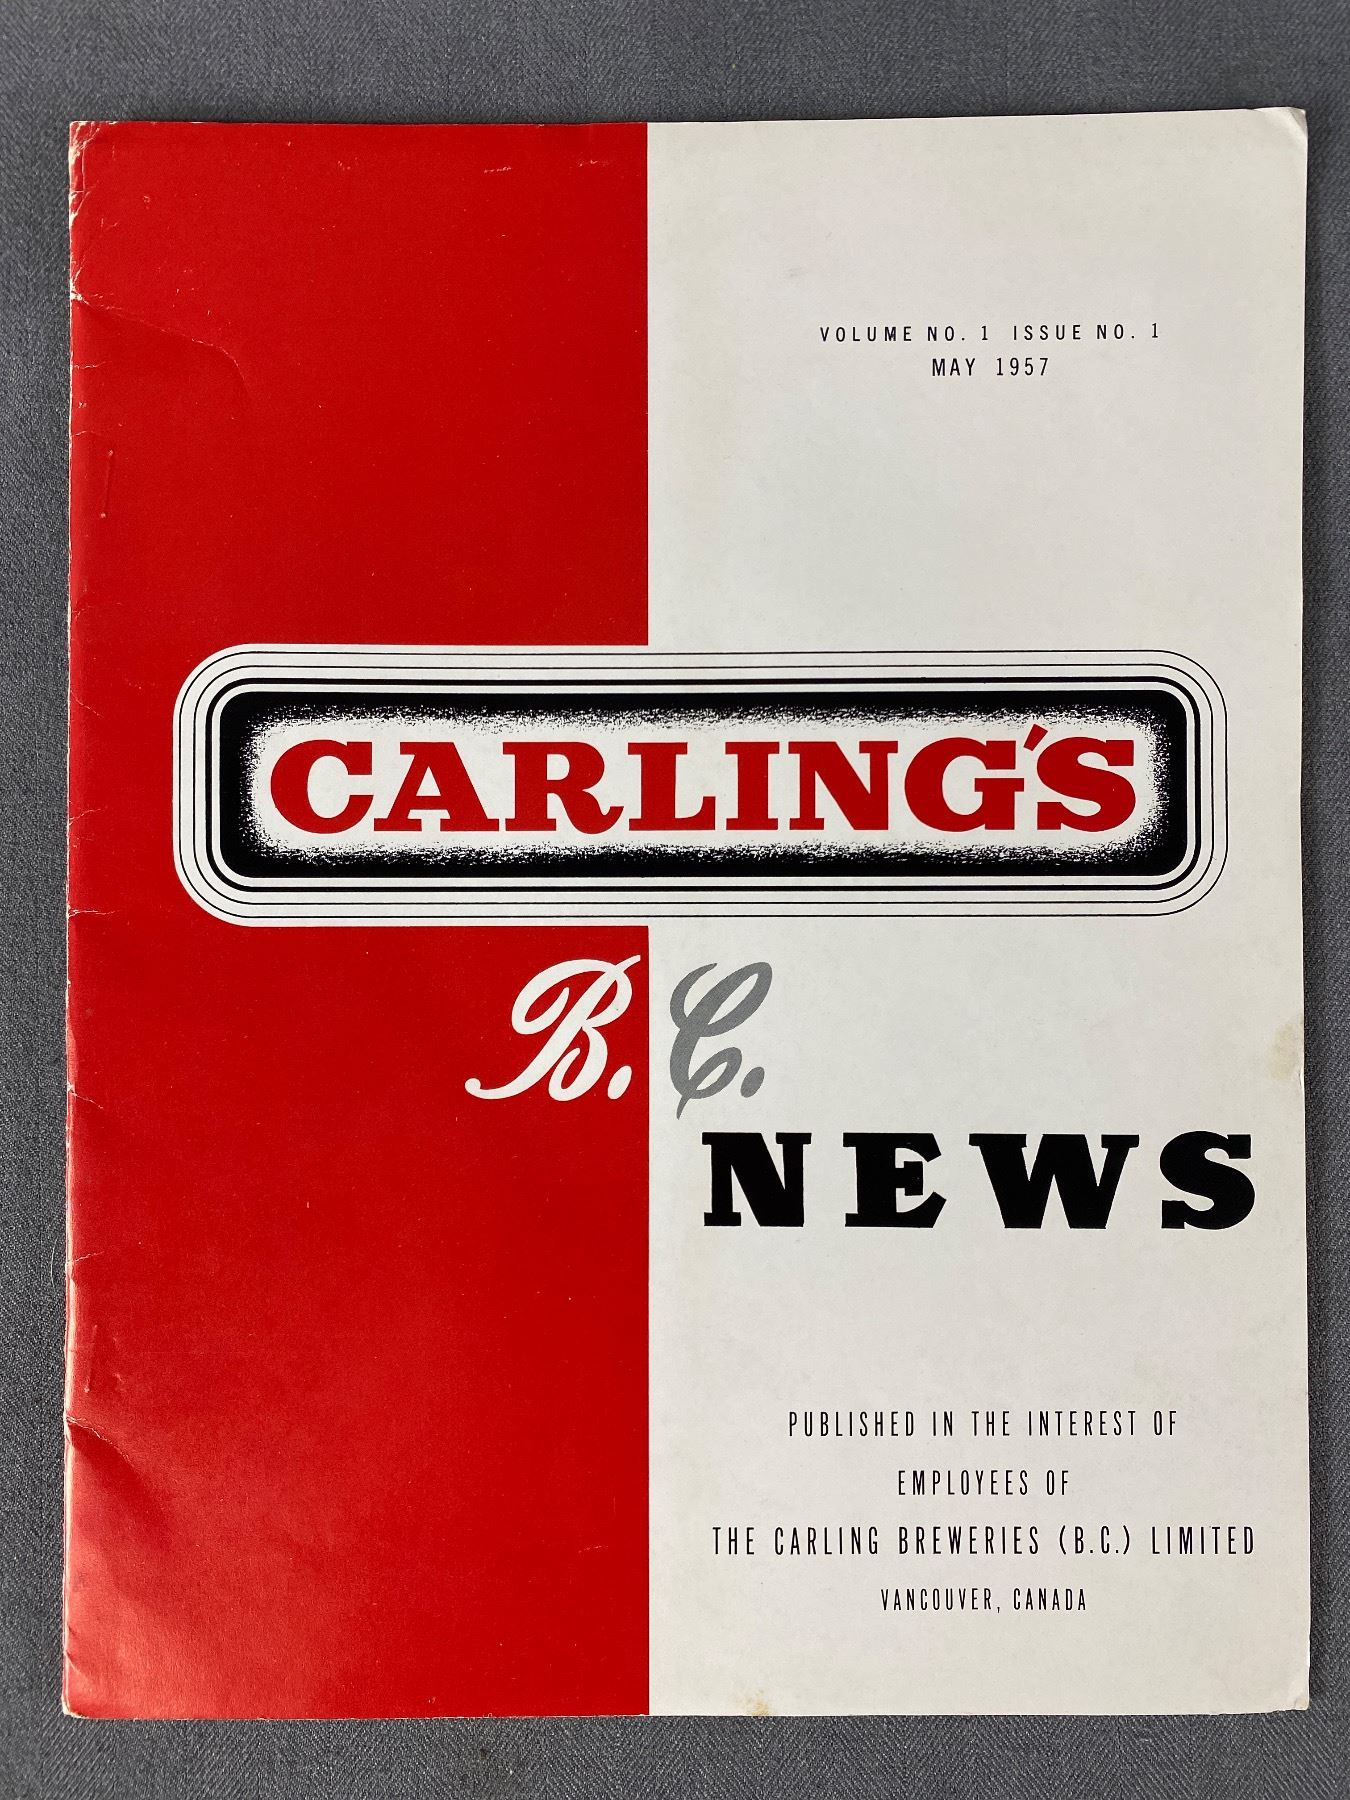 VOLUME NO. 1 ISSUE NO. 1
MAY 1957
CARLING'S
B.C.
NEWS
PUBLISHED IN THE INTEREST OF
EMPLOYEES OF
THE CARLING BREWERIES (B.C.) LIMITED
VANCOUVER, CANADA